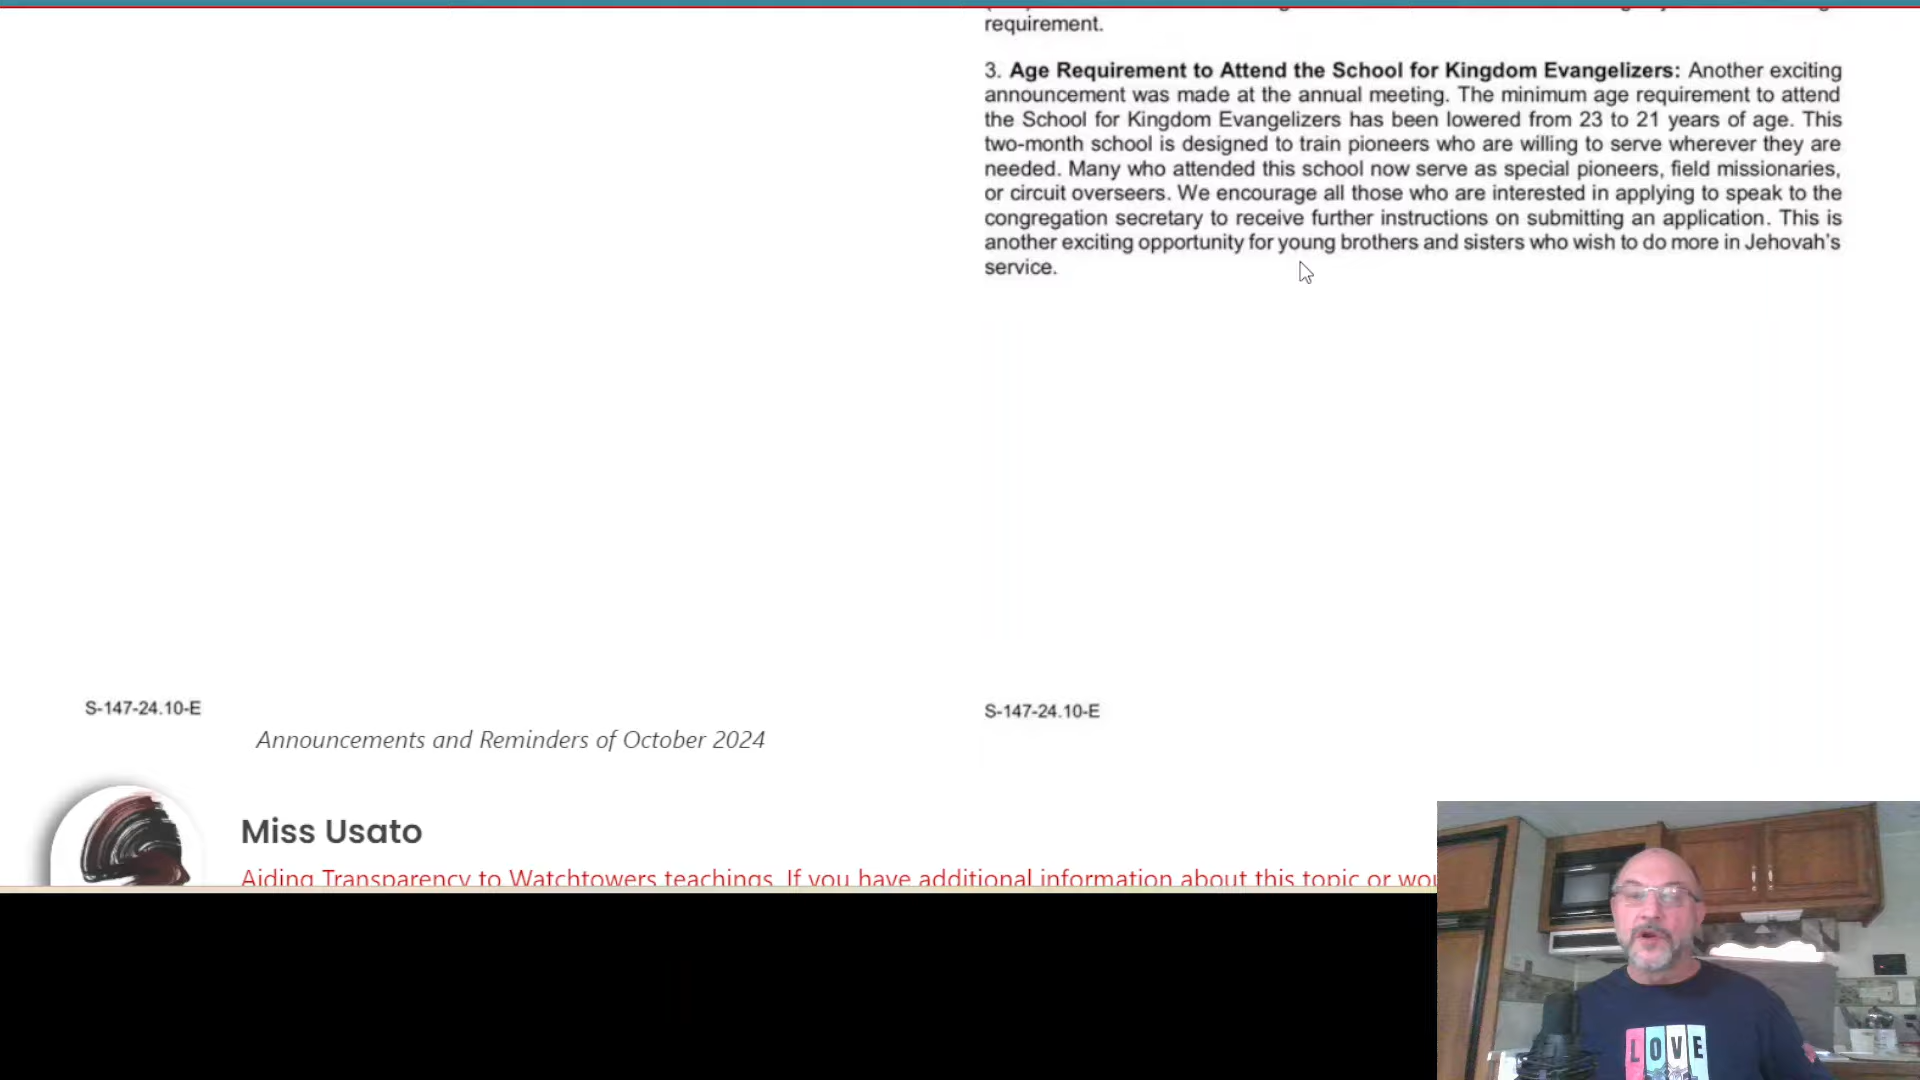 requirement.
3. Age Requirement to Attend the School for Kingdom Evangelizers: Another exciting
announcement was made at the annual meeting. The minimum age requirement to attend
the School for Kingdom Evangelizers has been lowered from 23 to 21 years of age. This
two-month school is designed to train pioneers who are willing to serve wherever they are
needed. Many who attended this school now serve as special pioneers, field missionaries,
or circuit overseers. We encourage all those who are interested in applying to speak to the
congregation secretary to receive further instructions on submitting an application. This is
another exciting opportunity for young brothers and sisters who wish to do more in Jehovah's
service.
S-147-24.10-E
S-147-24.10-E
Announcements and Reminders of October 2024
Miss Usato
Aiding Transparency to Watchtowers teachings. If you have additional information about this topic or
LOVE